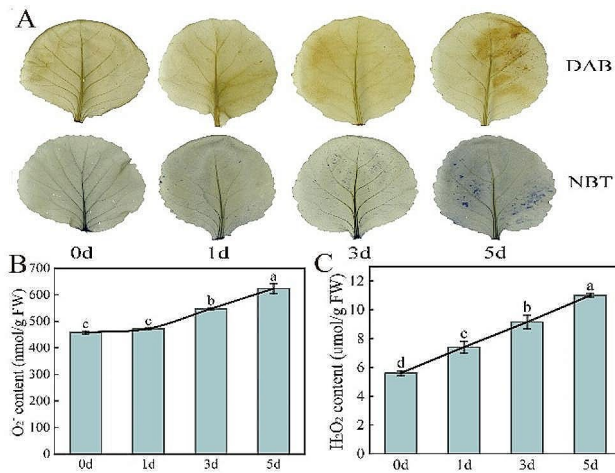 A
DAB
NBT
0d 1d 3d 5d
B
O₂⁻ content (nmol/g FW)
700
600
500
400
300
200
100
0
c c b a
0d 1d 3d 5d
C
H₂O₂ content (umol/g FW)
12
10
8
6
4
2
0
d c b a
0d 1d 3d 5d